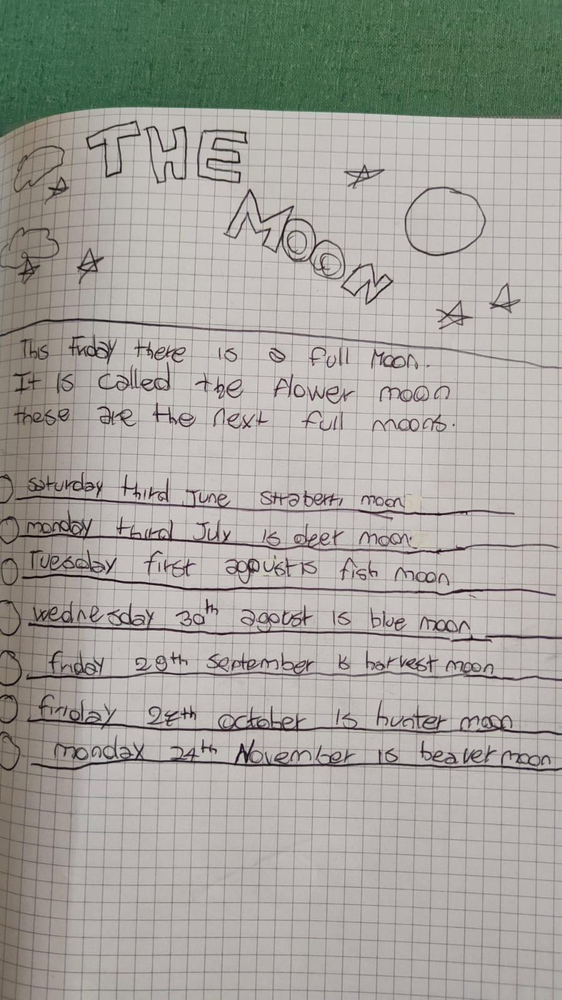 THE
MOON
This Friday there is a full Moon.
It is called the flower moon
these are the next full moons.
saturday third June straberri moon
monday third July is deer moon.
Tuesday first agoust is fish moon
wednesday 30th agoust is blue moon
friday 29th September is harvest moon
friday 28th october is hunter moon
monday 24th November is beaver moon